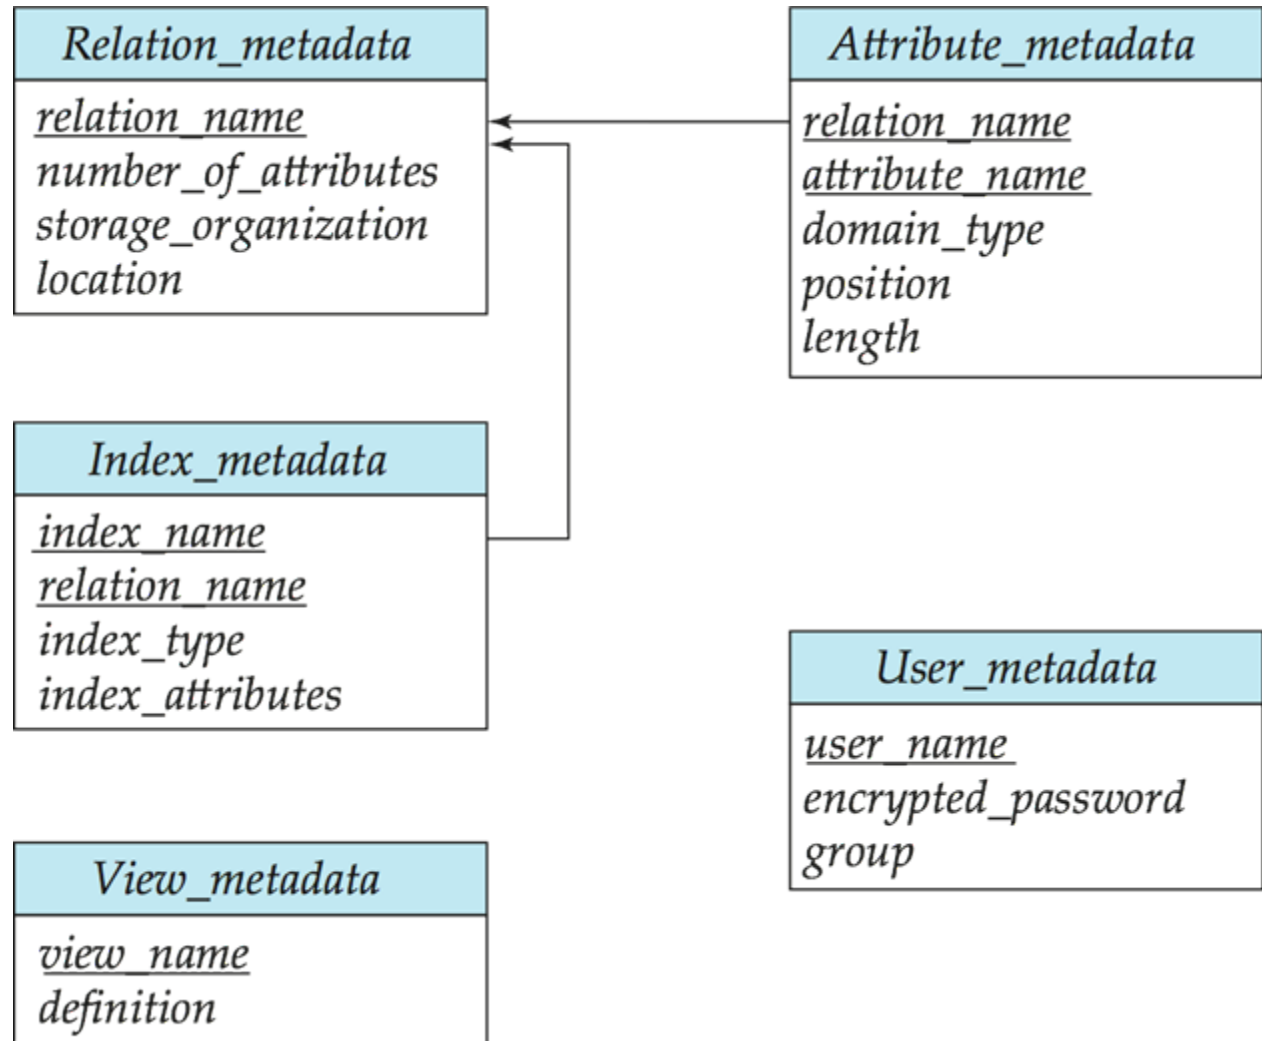 Relation_metadata
relation_name
number_of_attributes
storage_organization
location
Attribute_metadata
relation_name
attribute_name
domain_type
position
length
Index_metadata
index_name
relation_name
index_type
index_attributes
User_metadata
user_name
encrypted_password
group
View_metadata
view_name
definition